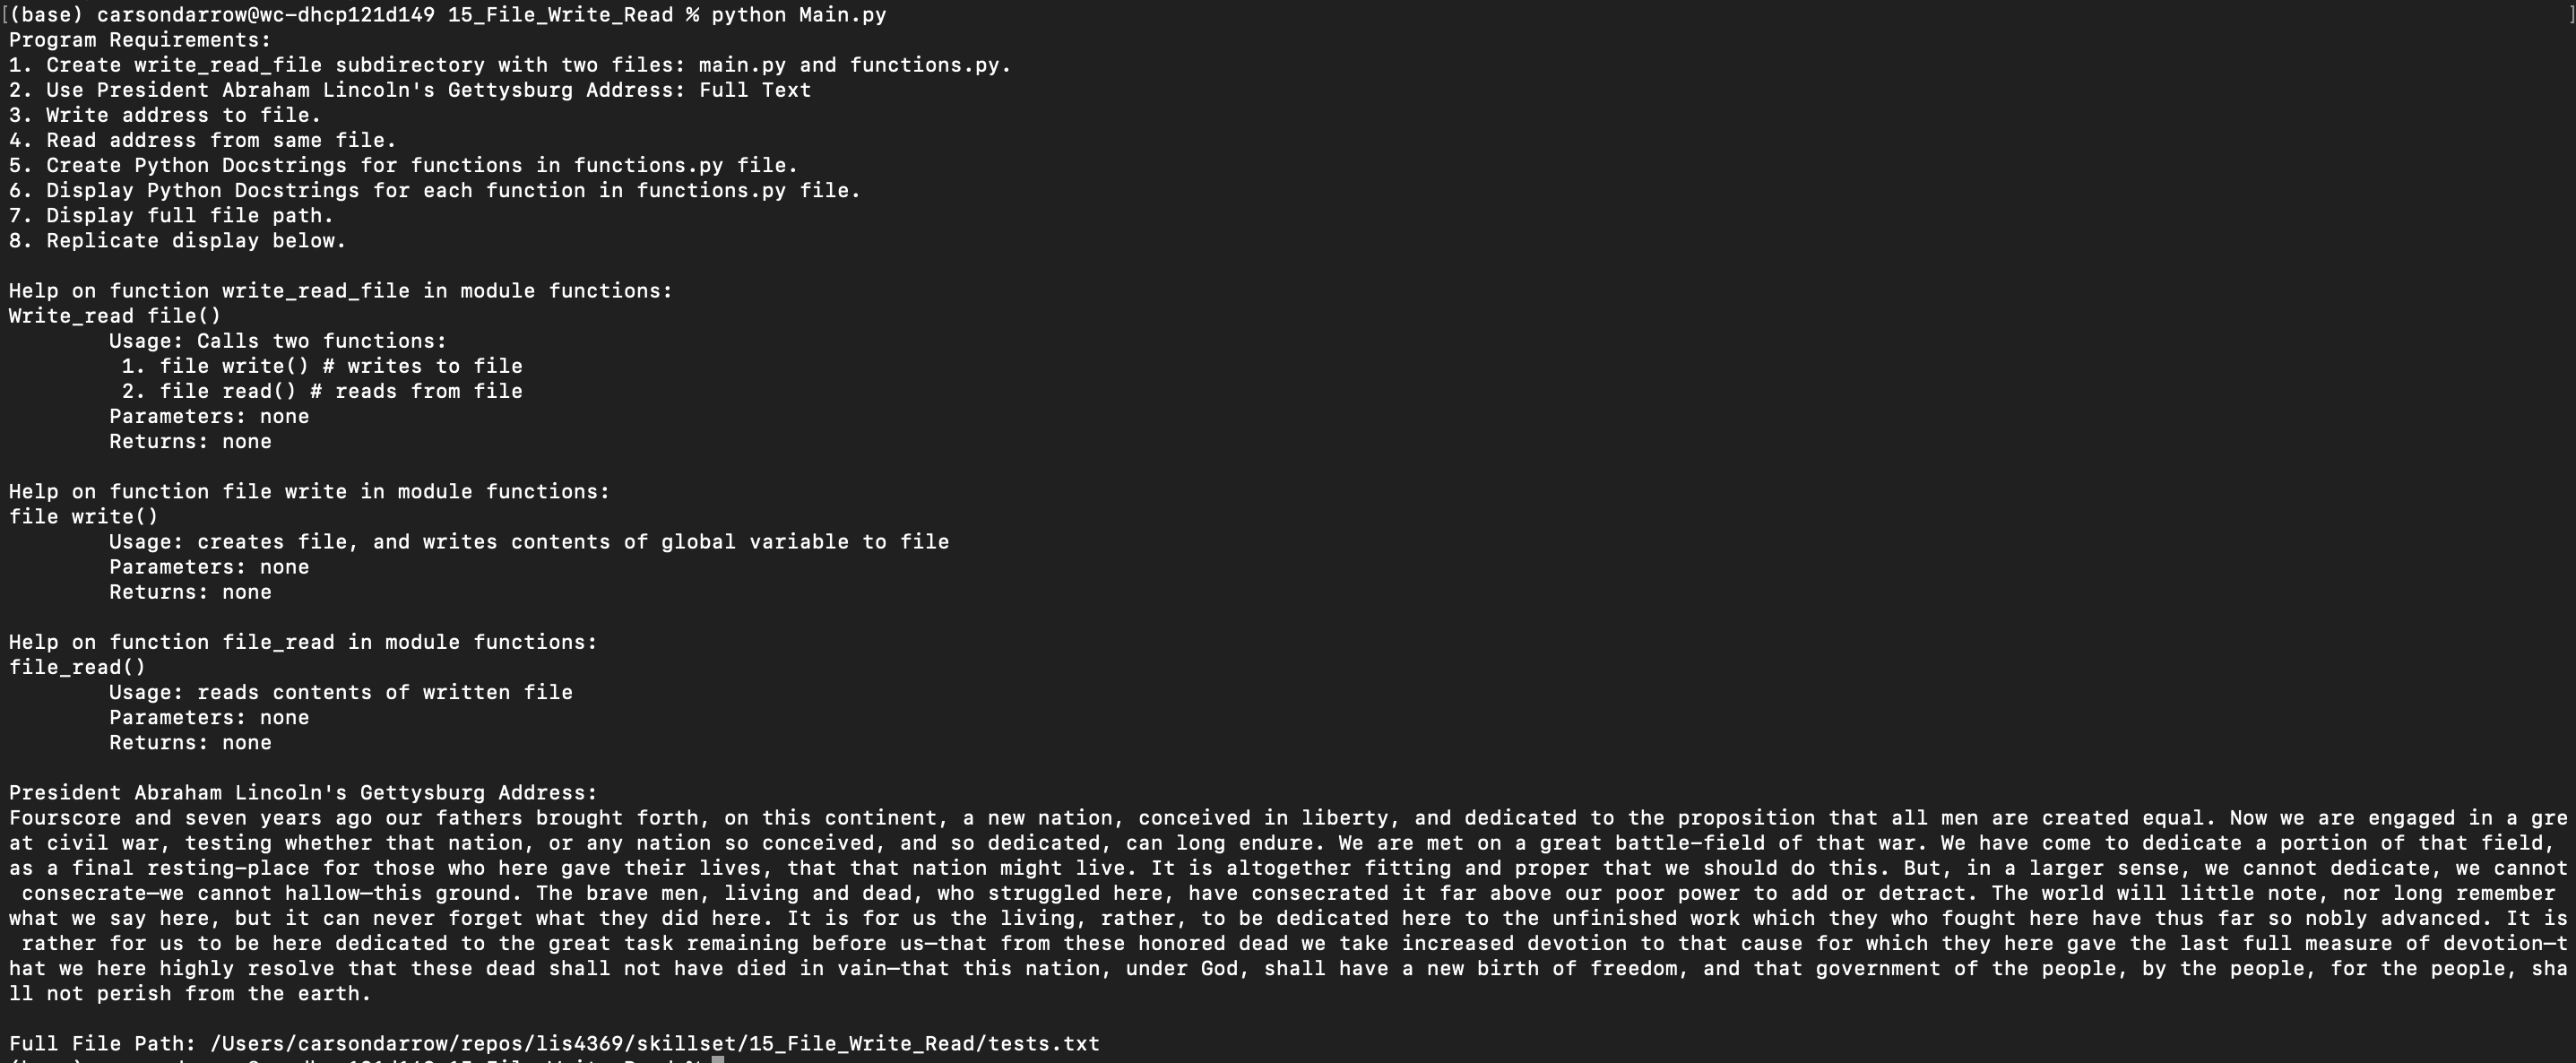 [(base) carsondarrow@wc-dhcp121d149 15_File_Write_Read % python Main.py ]
Program Requirements:
1. Create write_read_file subdirectory with two files: main.py and functions.py.
2. Use President Abraham Lincoln's Gettysburg Address: Full Text
3. Write address to file.
4. Read address from same file.
5. Create Python Docstrings for functions in functions.py file.
6. Display Python Docstrings for each function in functions.py file.
7. Display full file path.
8. Replicate display below.
Help on function write_read_file in module functions:
Write_read file()
Usage: Calls two functions:
1. file write() # writes to file
2. file read() # reads from file
Parameters: none
Returns: none
Help on function file write in module functions:
file write()
Usage: creates file, and writes contents of global variable to file
Parameters: none
Returns: none
Help on function file_read in module functions:
file_read()
Usage: reads contents of written file
Parameters: none
Returns: none
President Abraham Lincoln's Gettysburg Address:
Fourscore and seven years ago our fathers brought forth, on this continent, a new nation, conceived in liberty, and dedicated to the proposition that all men are created equal. Now we are engaged in a gre
at civil war, testing whether that nation, or any nation so conceived, and so dedicated, can long endure. We are met on a great battle–field of that war. We have come to dedicate a portion of that field,
as a final resting–place for those who here gave their lives, that that nation might live. It is altogether fitting and proper that we should do this. But, in a larger sense, we cannot dedicate, we cannot
consecrate—we cannot hallow—this ground. The brave men, living and dead, who struggled here, have consecrated it far above our poor power to add or detract. The world will little note, nor long remember
what we say here, but it can never forget what they did here. It is for us the living, rather, to be dedicated here to the unfinished work which they who fought here have thus far so nobly advanced. It is
rather for us to be here dedicated to the great task remaining before us—that from these honored dead we take increased devotion to that cause for which they here gave the last full measure of devotion—t
hat we here highly resolve that these dead shall not have died in vain—that this nation, under God, shall have a new birth of freedom, and that government of the people, by the people, for the people, sha
ll not perish from the earth.
Full File Path: /Users/carsondarrow/repos/lis4369/skillset/15_File_Write_Read/tests.txt